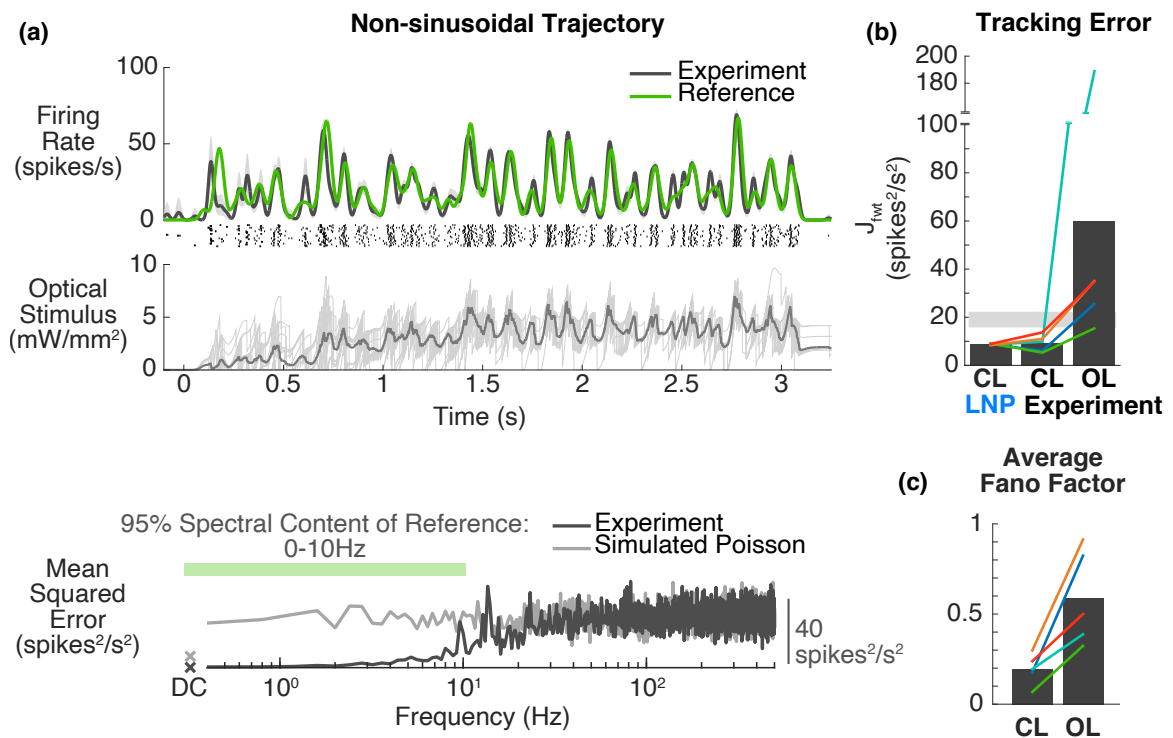 (a)
Non-sinusoidal Trajectory
100
50
0
Firing
Rate
(spikes/s)
Experiment
Reference
10
5
0
Optical
Stimulus
(mW/mm²)
0
0.5
1
1.5
2
2.5
3
Time (s)
95% Spectral Content of Reference:
0-10Hz
Experiment
Simulated Poisson
Mean
Squared
Error
(spikes²/s²)
40
spikes²/s²
DC
10⁰
10¹
10²
Frequency (Hz)
(b)
Tracking Error
200
180
100
80
60
40
20
0
J_fwt
(spikes²/s²)
CL
CL
OL
LNP
Experiment
(c)
Average
Fano Factor
1
0.5
0
CL
OL